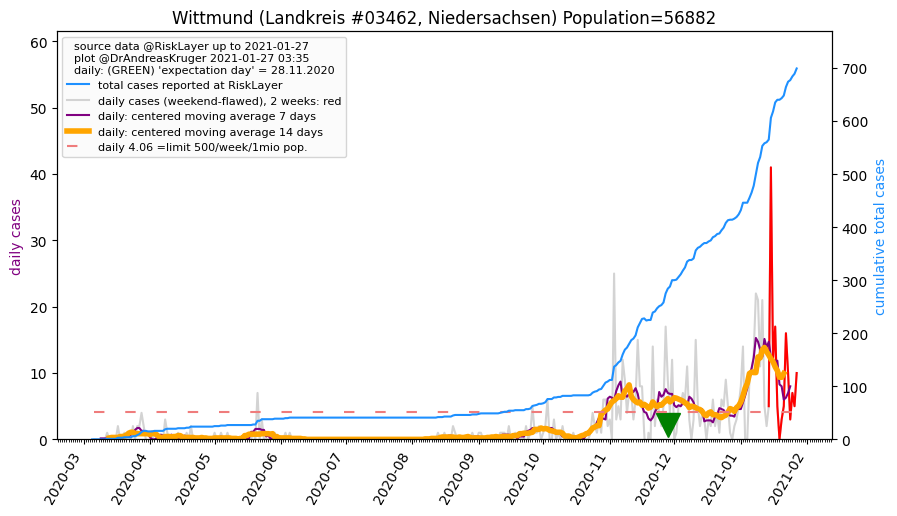 Wittmund (Landkreis #03462, Niedersachsen) Population=56882
source data @RiskLayer up to 2021-01-27
plot @DrAndreasKruger 2021-01-27 03:35
daily: (GREEN) 'expectation day' = 28.11.2020
total cases reported at RiskLayer
daily cases (weekend-flawed), 2 weeks: red
daily: centered moving average 7 days
daily: centered moving average 14 days
daily 4.06 =limit 500/week/1mio pop.
daily cases
60
50
40
30
20
10
0
cumulative total cases
700
600
500
400
300
200
100
0
2020-03
2020-04
2020-05
2020-06
2020-07
2020-08
2020-09
2020-10
2020-11
2020-12
2021-01
2021-02